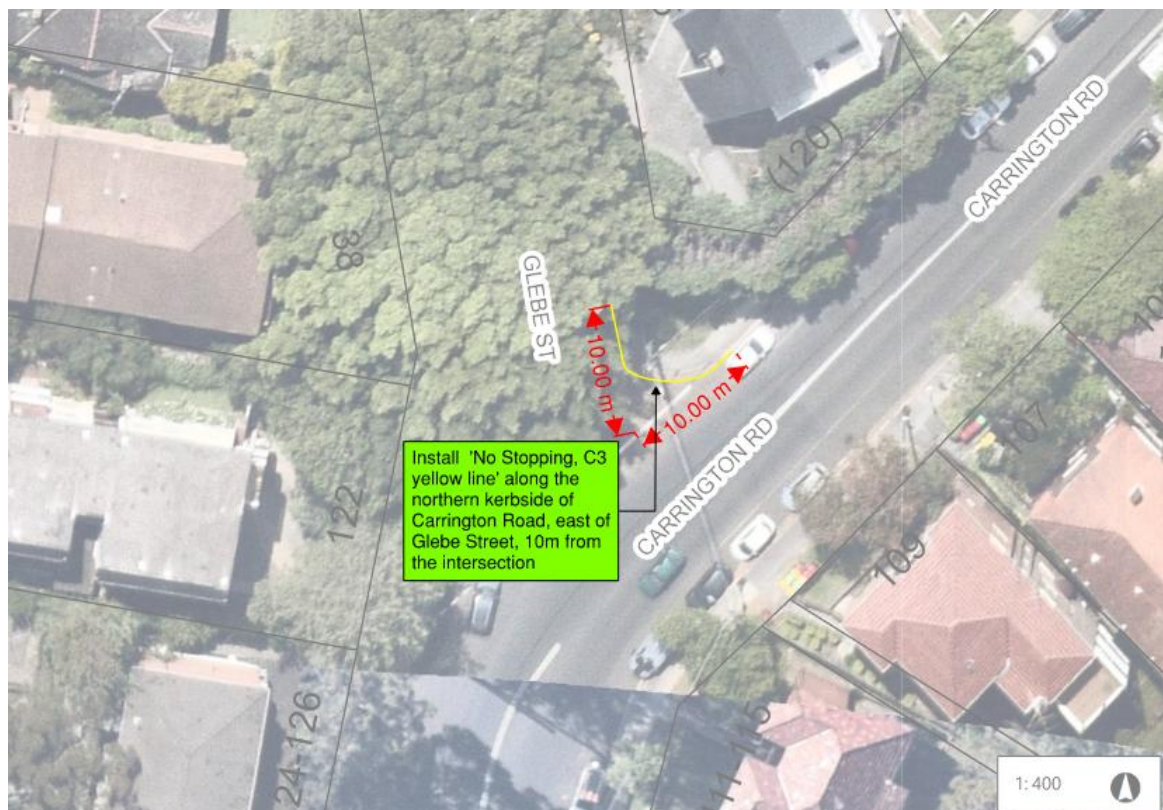 (120)
CARRINGTON RD
88
GLEBE ST
10.00 m
10.00 m
Install 'No Stopping, C3
yellow line' along the
northern kerbside of
Carrington Road, east of
Glebe Street, 10m from
the intersection
CARRINGTON RD
107
122
109
24-126
115
1: 400